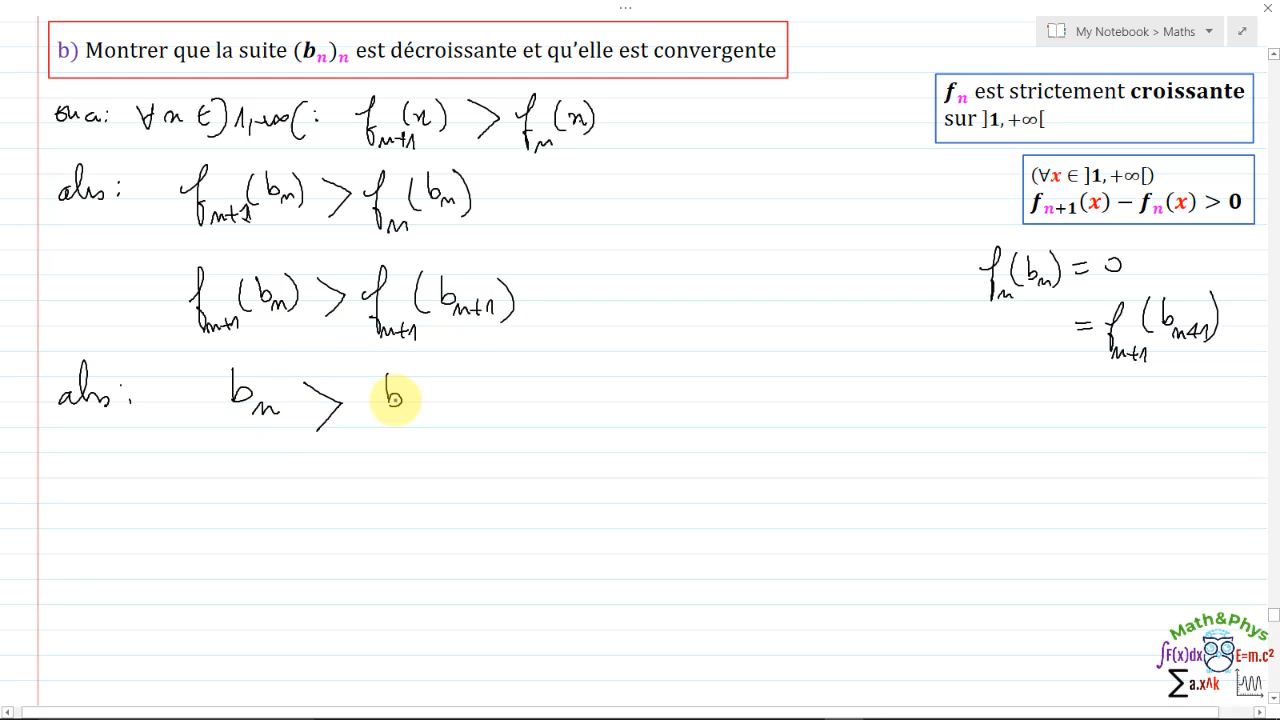 ...
My Notebook > Maths
b) Montrer que la suite (bₙ)ₙ est décroissante et qu'elle est convergente
fₙ est strictement croissante
sur ]1, +∞[
on a : ∀x ∈ ]1, +∞[ : fₙ₊₁(x) > fₙ(x)
(∀x ∈ ]1, +∞[)
fₙ₊₁(x) − fₙ(x) > 0
alors : fₙ₊₁(bₙ) > fₙ(bₙ)
fₙ₊₁(bₙ) > fₙ₊₁(bₙ₊₁)
fₙ(bₙ) = 0
= fₙ₊₁(bₙ₊₁)
alors : bₙ > b
Math&Phys
∫F(x)dx E=m.c²
∑ a.x^k